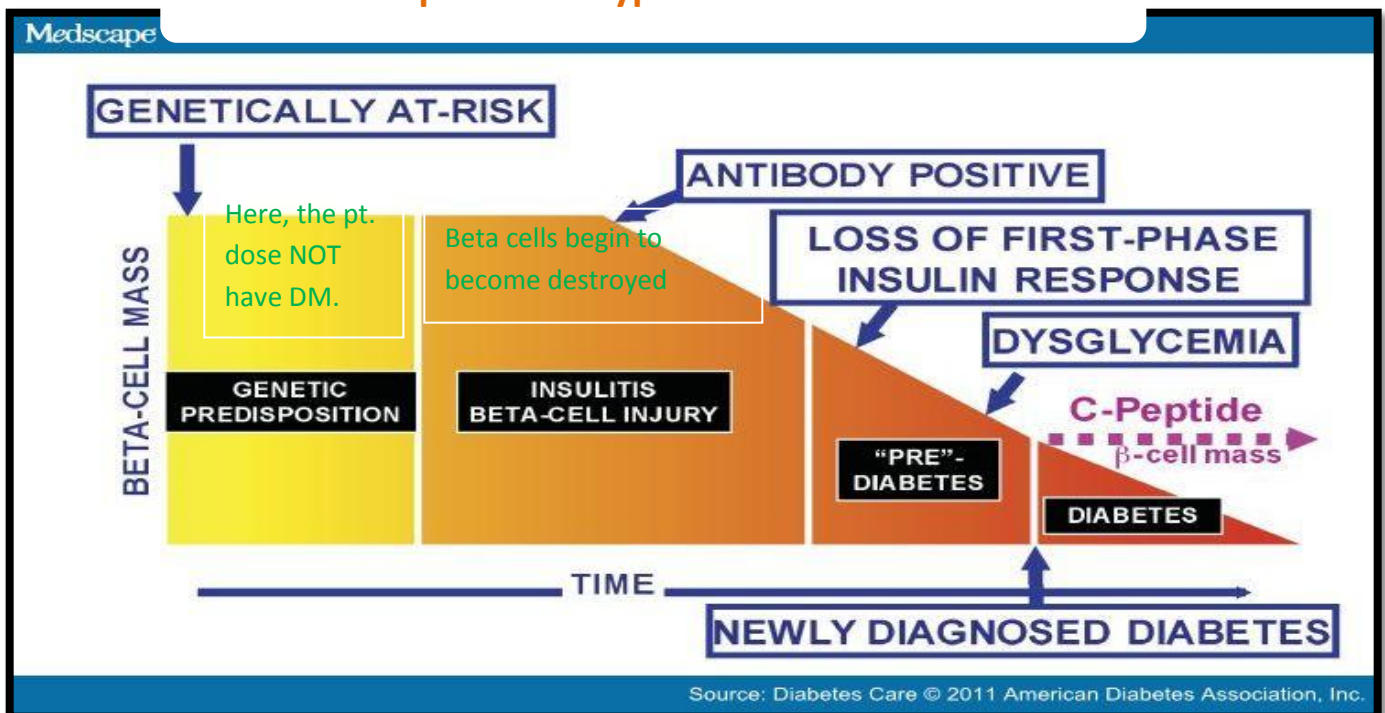 Medscape
GENETICALLY AT-RISK
ANTIBODY POSITIVE
Here, the pt.
dose NOT
have DM.
Beta cells begin to
become destroyed
LOSS OF FIRST-PHASE
INSULIN RESPONSE
DYSGLYCEMIA
BETA-CELL MASS
GENETIC
PREDISPOSITION
INSULITIS
BETA-CELL INJURY
C-Peptide
β-cell mass
"PRE"-
DIABETES
DIABETES
TIME
NEWLY DIAGNOSED DIABETES
Source: Diabetes Care © 2011 American Diabetes Association, Inc.